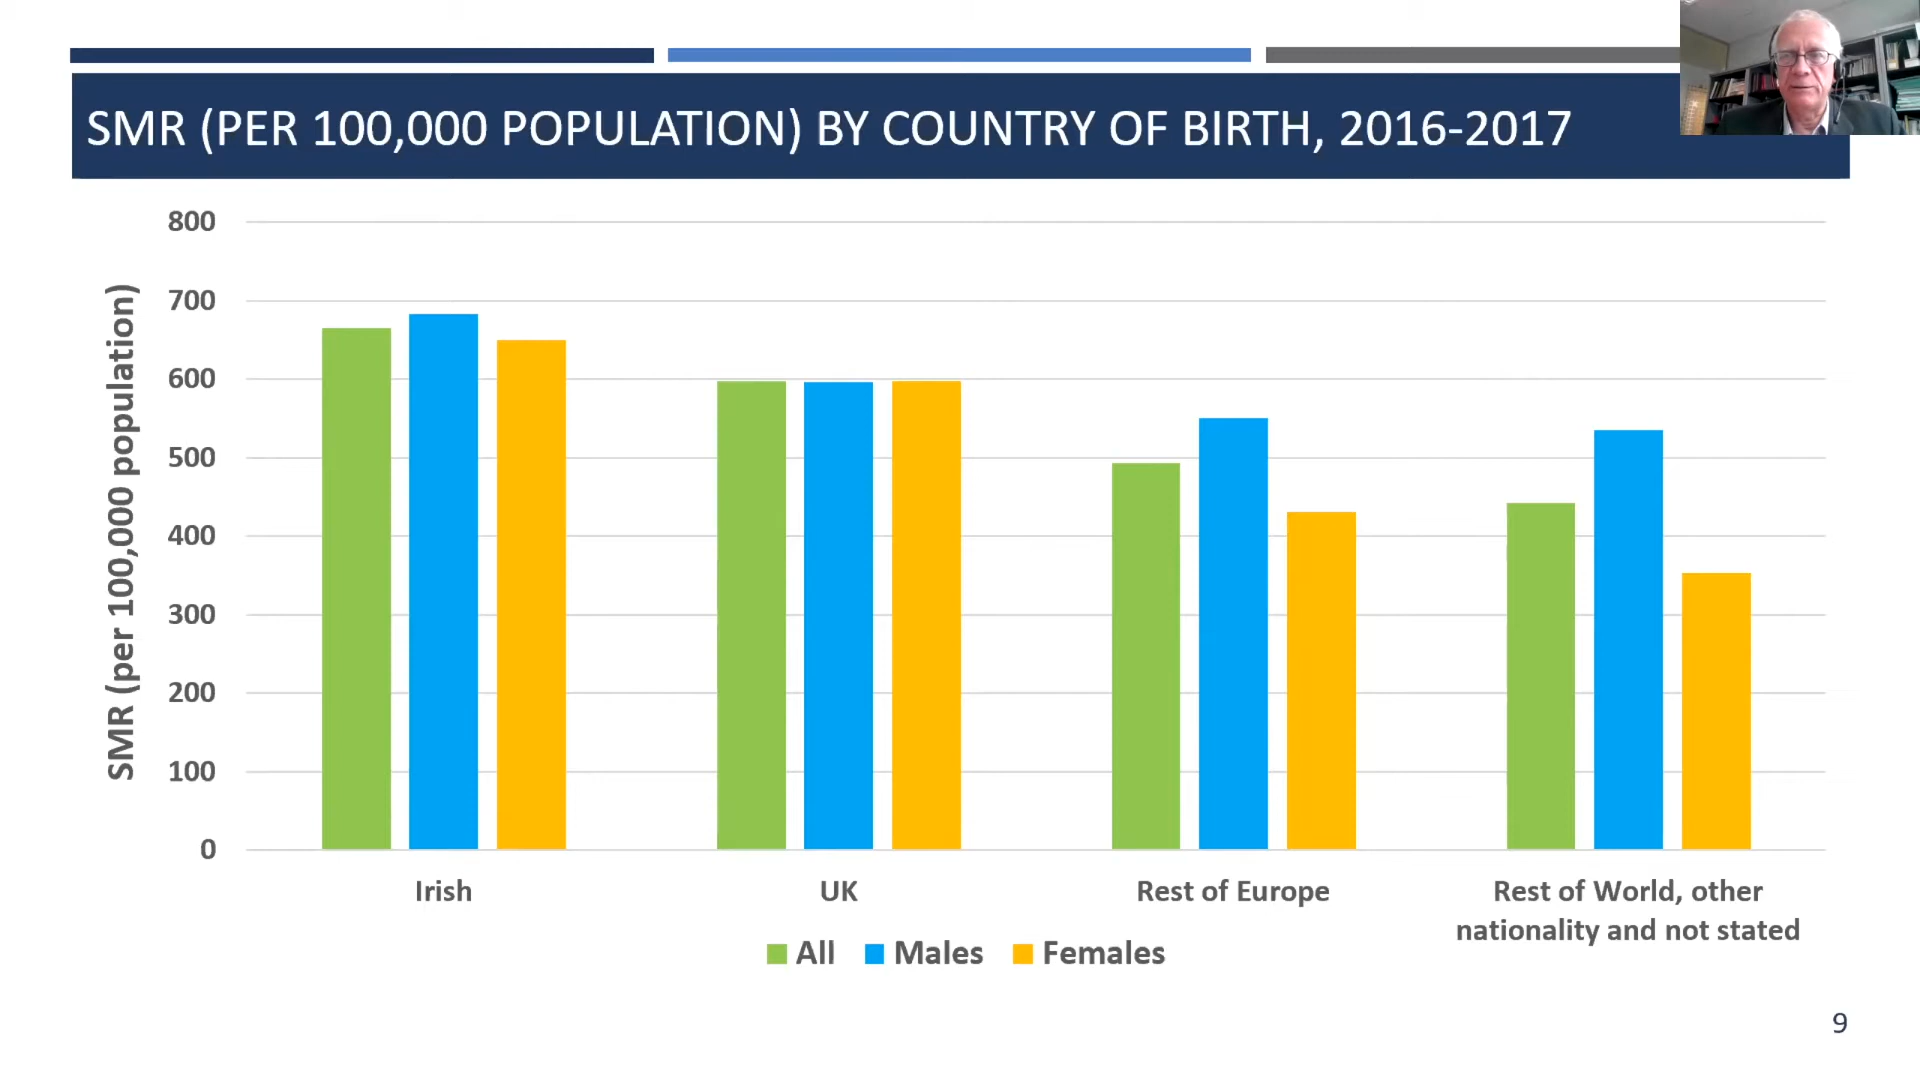 SMR (PER 100,000 POPULATION) BY COUNTRY OF BIRTH, 2016-2017
SMR (per 100,000 population)
800
700
600
500
400
300
200
100
0
Irish
UK
Rest of Europe
Rest of World, other
nationality and not stated
All
Males
Females
9